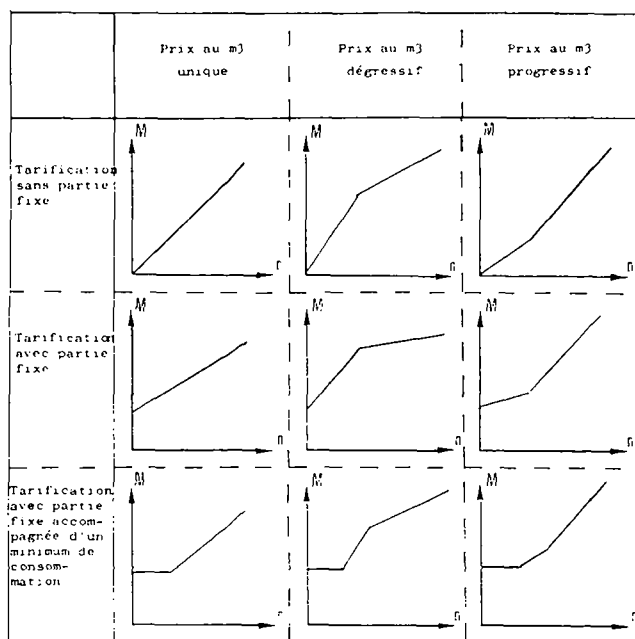 Prix au m3
unique
Prix au m3
dégressif
Prix au m3
progressif
Tarification
sans partie
fixe
M
n
M
n
M
n
Tarification
avec partie
fixe
M
n
M
n
M
n
Tarification
avec partie
fixe accom-
pagnée d'un
minimum de
consom-
mation
M
n
M
n
M
n